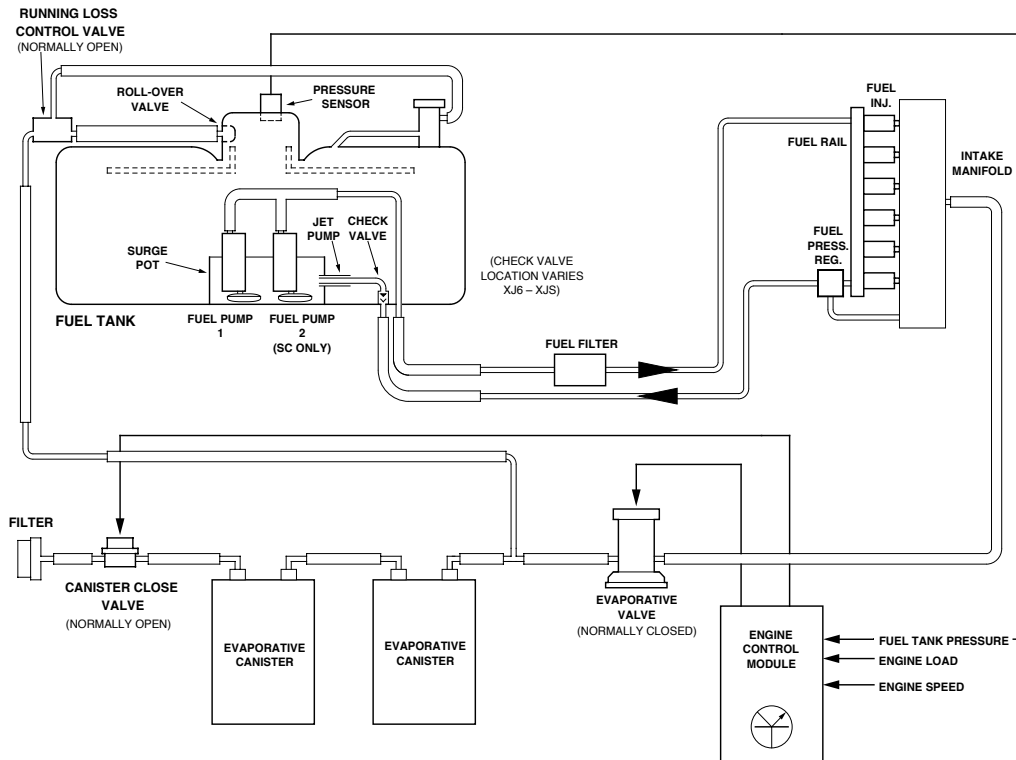 RUNNING LOSS
CONTROL VALVE
(NORMALLY OPEN)
ROLL-OVER
VALVE
PRESSURE
SENSOR
FUEL
INJ.
FUEL RAIL
INTAKE
MANIFOLD
JET
PUMP
CHECK
VALVE
SURGE
POT
(CHECK VALVE
LOCATION VARIES
XJ6 – XJS)
FUEL
PRESS.
REG.
FUEL TANK
FUEL PUMP
1
FUEL PUMP
2
(SC ONLY)
FUEL FILTER
FILTER
CANISTER CLOSE
VALVE
(NORMALLY OPEN)
EVAPORATIVE
CANISTER
EVAPORATIVE
CANISTER
EVAPORATIVE
VALVE
(NORMALLY CLOSED)
ENGINE
CONTROL
MODULE
FUEL TANK PRESSURE
ENGINE LOAD
ENGINE SPEED